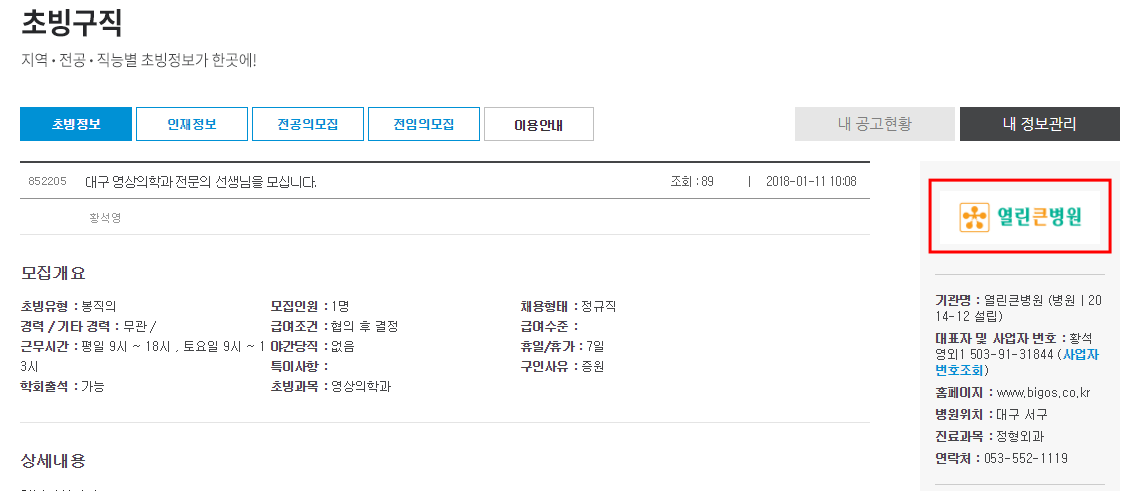 초빙구직
지역 • 전공 • 직능별 초빙정보가 한곳에!
초빙정보 인재정보 전공의모집 전임의모집 이용안내 내 공고현황 내 정보관리
852205 대구 영상의학과 전문의 선생님을 모십니다. 조회 : 89 | 2018-01-11 10:08
황석영
모집개요
초빙유형 : 봉직의 모집인원 : 1명 채용형태 : 정규직
경력 / 기타 경력 : 무관 / 급여조건 : 협의 후 결정 급여수준 :
근무시간 : 평일 9시 ~ 18시 , 토요일 9시 ~ 1 야간당직 : 없음 휴일/휴가 : 7일
3시 특이사항 : 구인사유 : 증원
학회출석 : 가능 초빙과목 : 영상의학과
상세내용
열린큰병원
기관명 : 열린큰병원 (병원 | 20
14-12 설립)
대표자 및 사업자 번호 : 황석
영외1 503-91-31844 (사업자
번호조회)
홈페이지 : www.bigos.co.kr
병원위치 : 대구 서구
진료과목 : 정형외과
연락처 : 053-552-1119